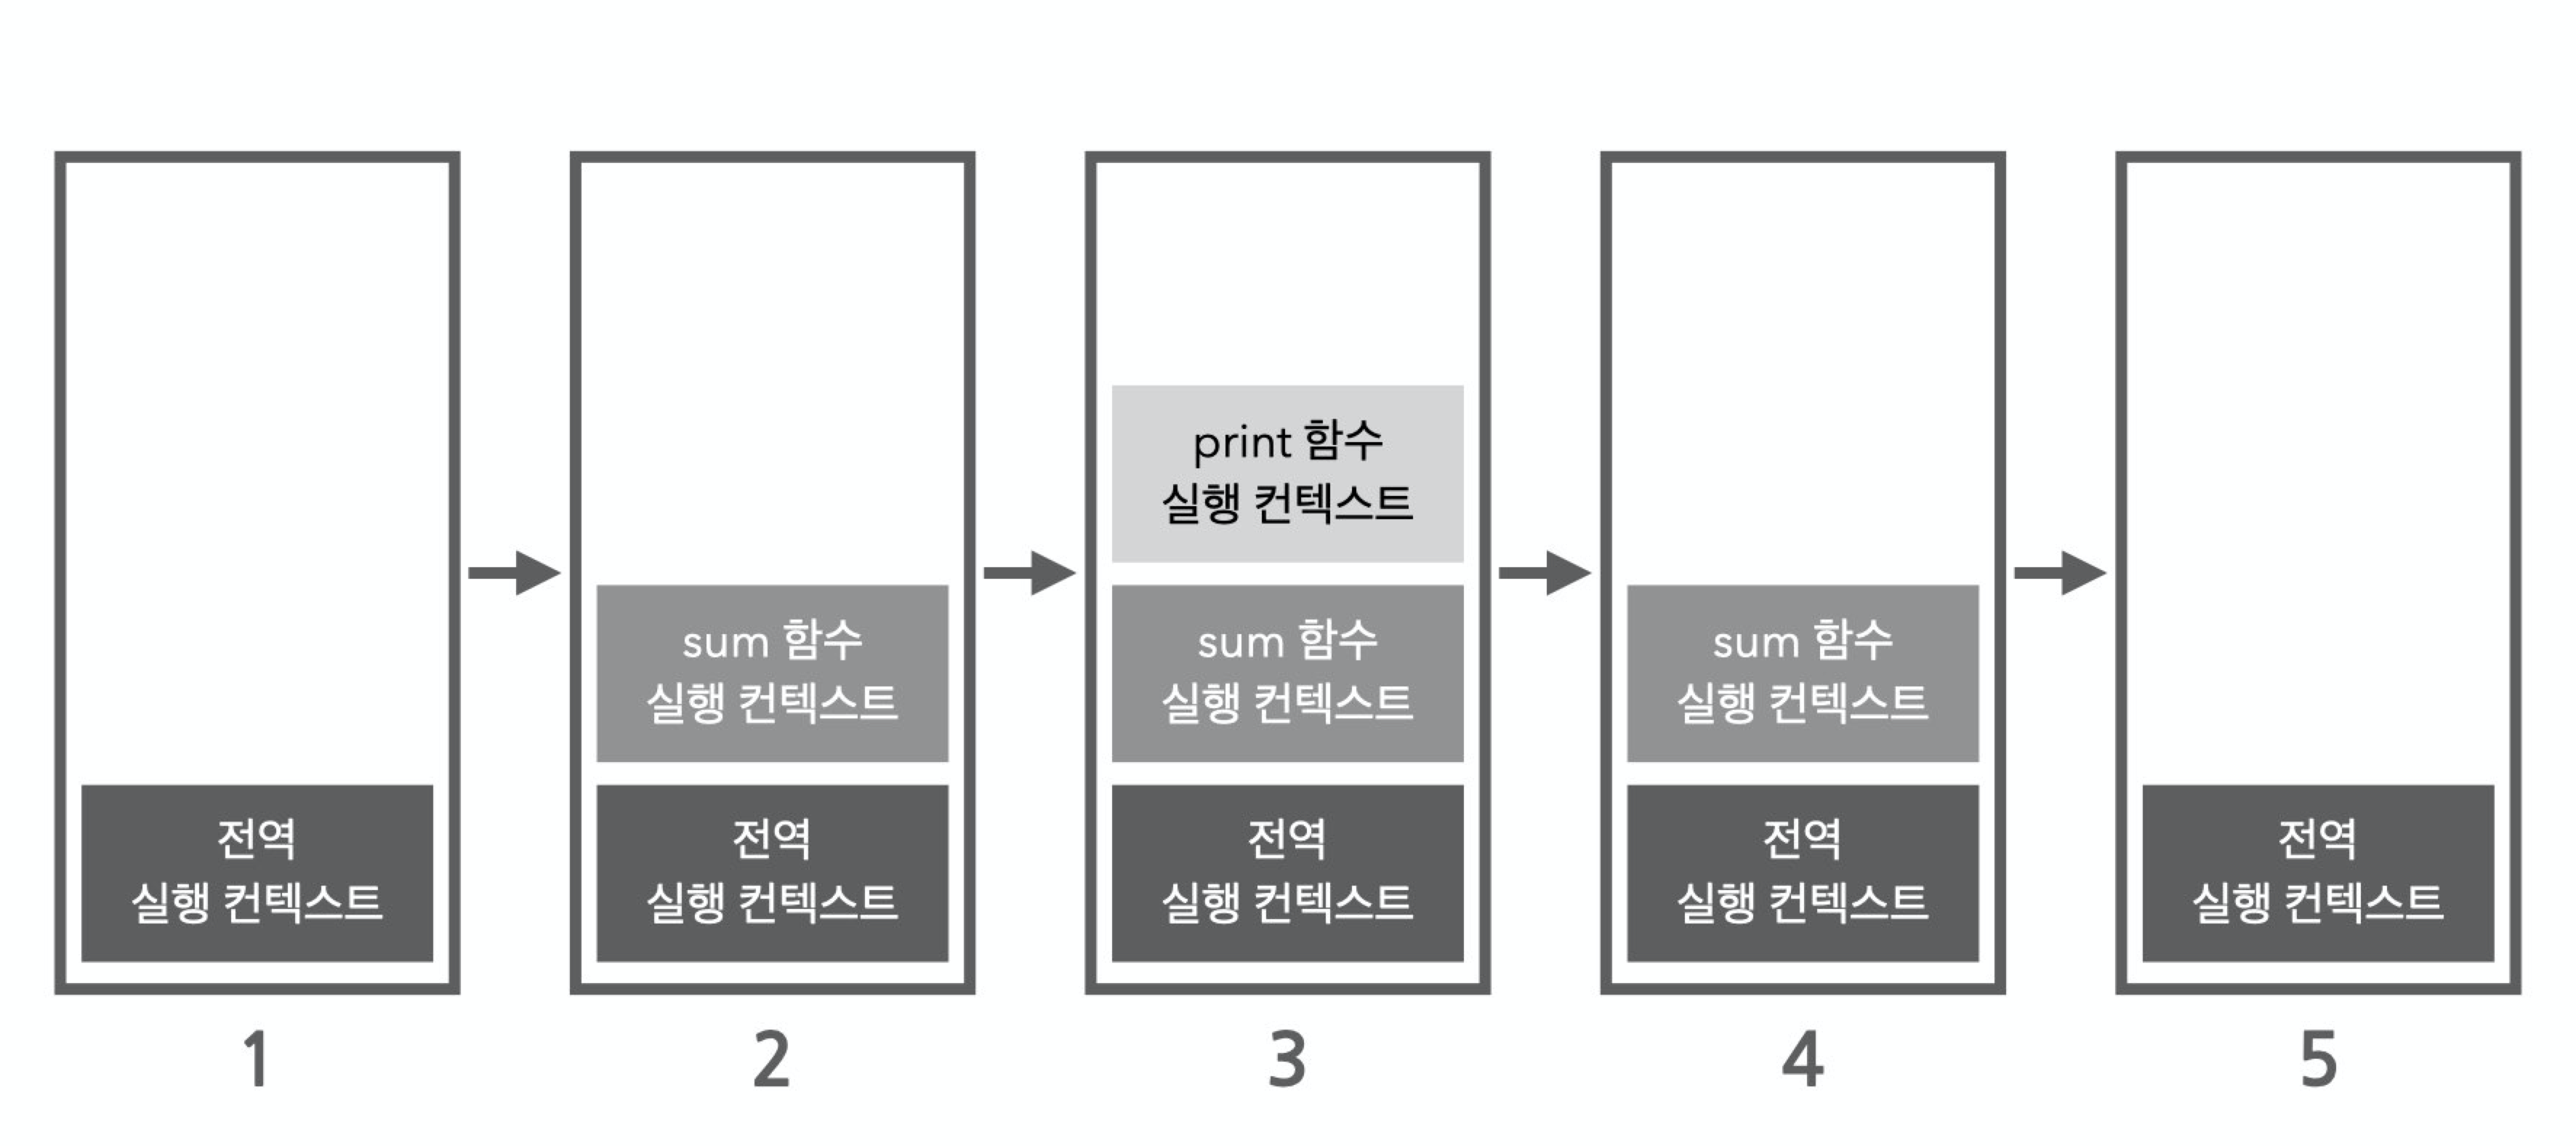 전역
실행 컨텍스트
1
sum 함수
실행 컨텍스트
전역
실행 컨텍스트
2
print 함수
실행 컨텍스트
sum 함수
실행 컨텍스트
전역
실행 컨텍스트
3
sum 함수
실행 컨텍스트
전역
실행 컨텍스트
4
전역
실행 컨텍스트
5